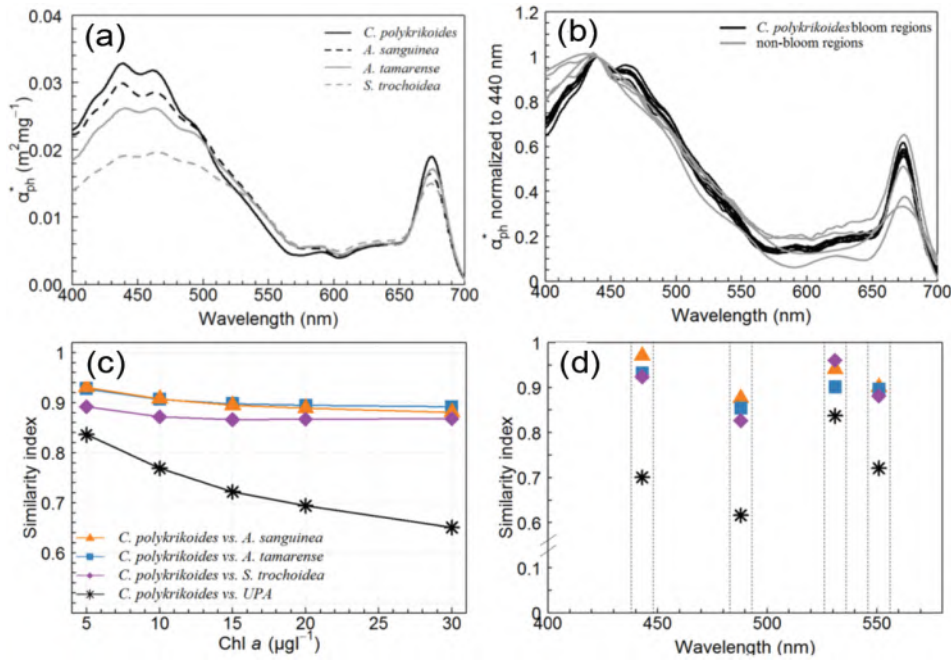 (a)
α*ph (m²mg⁻¹)
0.04
0.03
0.02
0.01
0.00
C. polykrikoides
A. sanguinea
A. tamarense
S. trochoidea
400 450 500 550 600 650 700
Wavelength (nm)
(b)
α*ph normalized to 440 nm
1.2
1
0.8
0.6
0.4
0.2
0
C. polykrikoides bloom regions
non-bloom regions
400 450 500 550 600 650 700
Wavelength (nm)
(c)
Similarity index
1
0.9
0.8
0.7
0.6
C. polykrikoides vs. A. sanguinea
C. polykrikoides vs. A. tamarense
C. polykrikoides vs. S. trochoidea
C. polykrikoides vs. UPA
5 10 15 20 25 30
Chl a (µgl⁻¹)
(d)
Similarity index
1
0.9
0.8
0.7
0.6
0
400 450 500 550
Wavelength (nm)